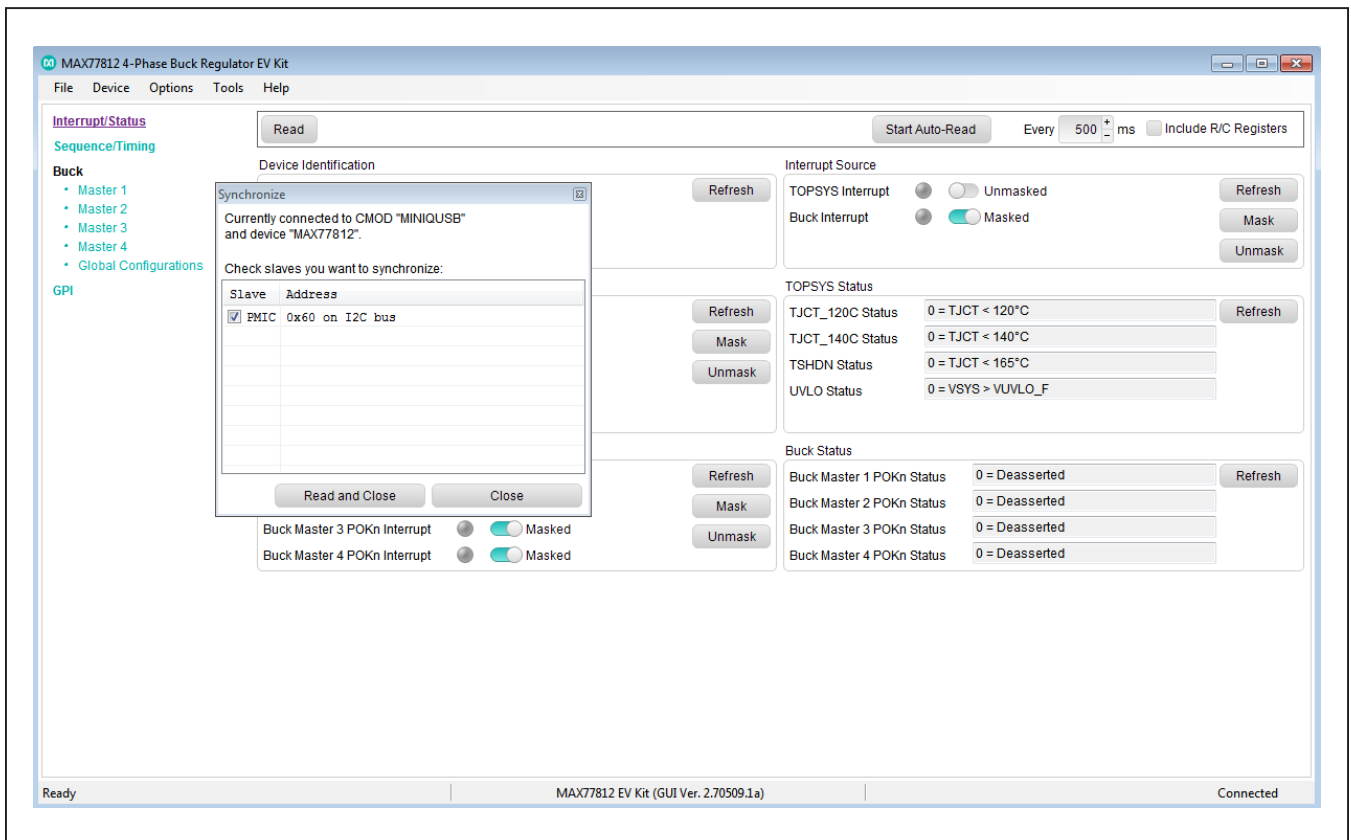 MAX77812 4-Phase Buck Regulator EV Kit
File Device Options Tools Help
Interrupt/Status
Sequence/Timing
Buck
• Master 1
• Master 2
• Master 3
• Master 4
• Global Configurations
GPI
Read
Start Auto-Read
Every 500 ms
Include R/C Registers
Device Identification
Refresh
Synchronize
Currently connected to CMOD "MINIQUSB"
and device "MAX77812".
Check slaves you want to synchronize:
Slave Address
PMIC 0x60 on I2C bus
Read and Close
Close
Refresh
Mask
Unmask
Refresh
Mask
Unmask
Buck Master 3 POKn Interrupt Masked
Buck Master 4 POKn Interrupt Masked
Interrupt Source
TOPSYS Interrupt Unmasked
Buck Interrupt Masked
Refresh
Mask
Unmask
TOPSYS Status
TJCT_120C Status 0 = TJCT < 120°C
TJCT_140C Status 0 = TJCT < 140°C
TSHDN Status 0 = TJCT < 165°C
UVLO Status 0 = VSYS > VUVLO_F
Refresh
Buck Status
Buck Master 1 POKn Status 0 = Deasserted
Buck Master 2 POKn Status 0 = Deasserted
Buck Master 3 POKn Status 0 = Deasserted
Buck Master 4 POKn Status 0 = Deasserted
Refresh
Ready
MAX77812 EV Kit (GUI Ver. 2.70509.1a)
Connected